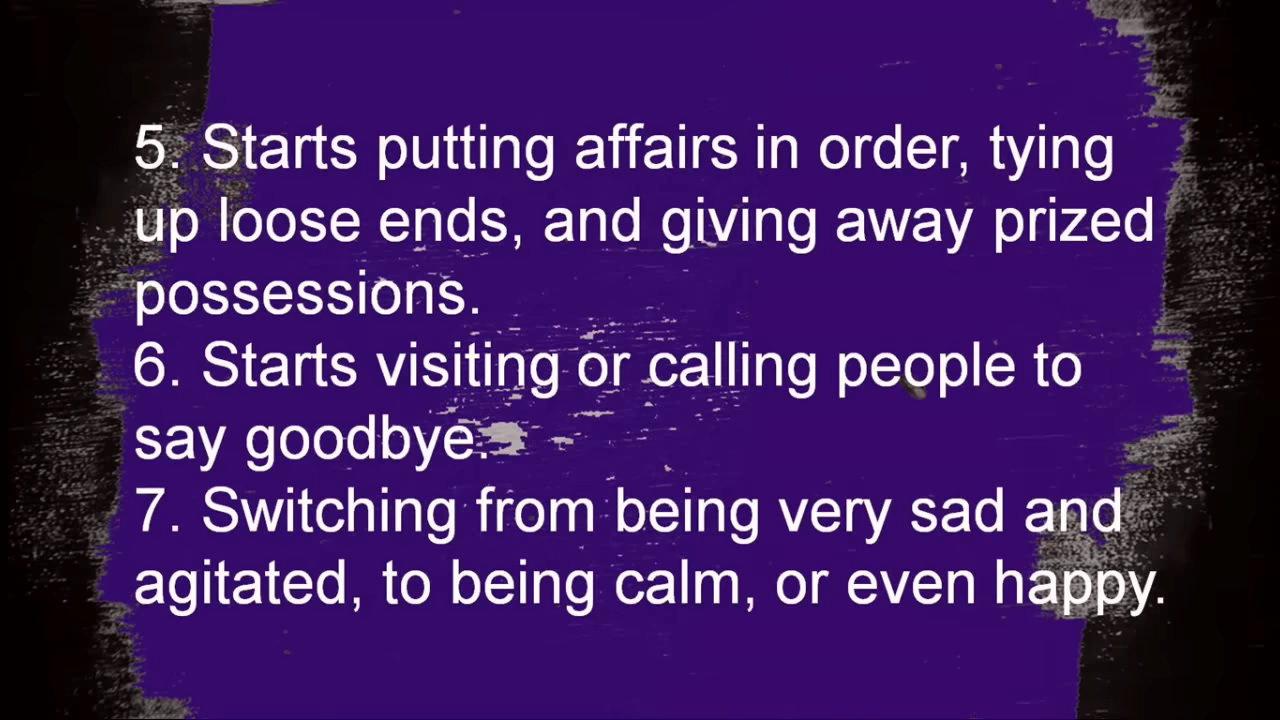 5. Starts putting affairs in order, tying
up loose ends, and giving away prized
possessions.
6. Starts visiting or calling people to
say goodbye.
7. Switching from being very sad and
agitated, to being calm, or even happy.